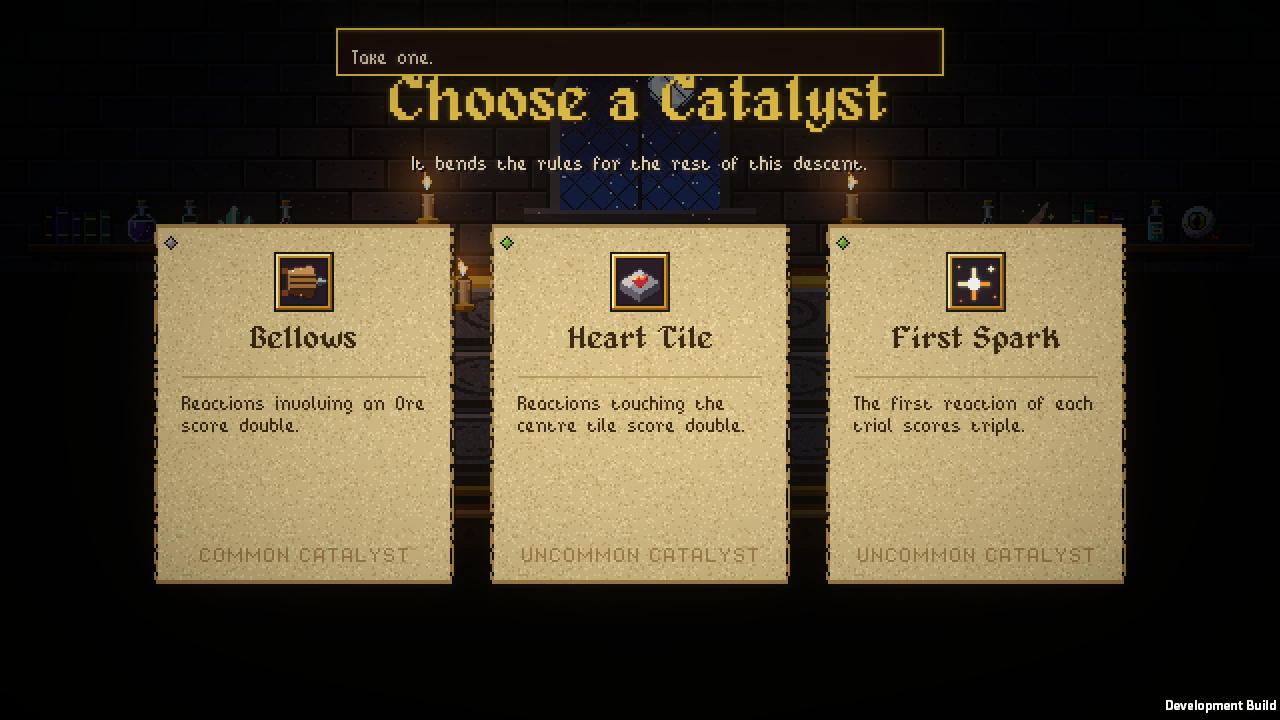 Take one.
Choose a Catalyst
It bends the rules for the rest of this descent.
Bellows
Reactions involving an Ore
score double.
COMMON CATALYST
Heart Tile
Reactions touching the
centre tile score double.
UNCOMMON CATALYST
First Spark
The first reaction of each
trial scores triple.
UNCOMMON CATALYST
Development Build